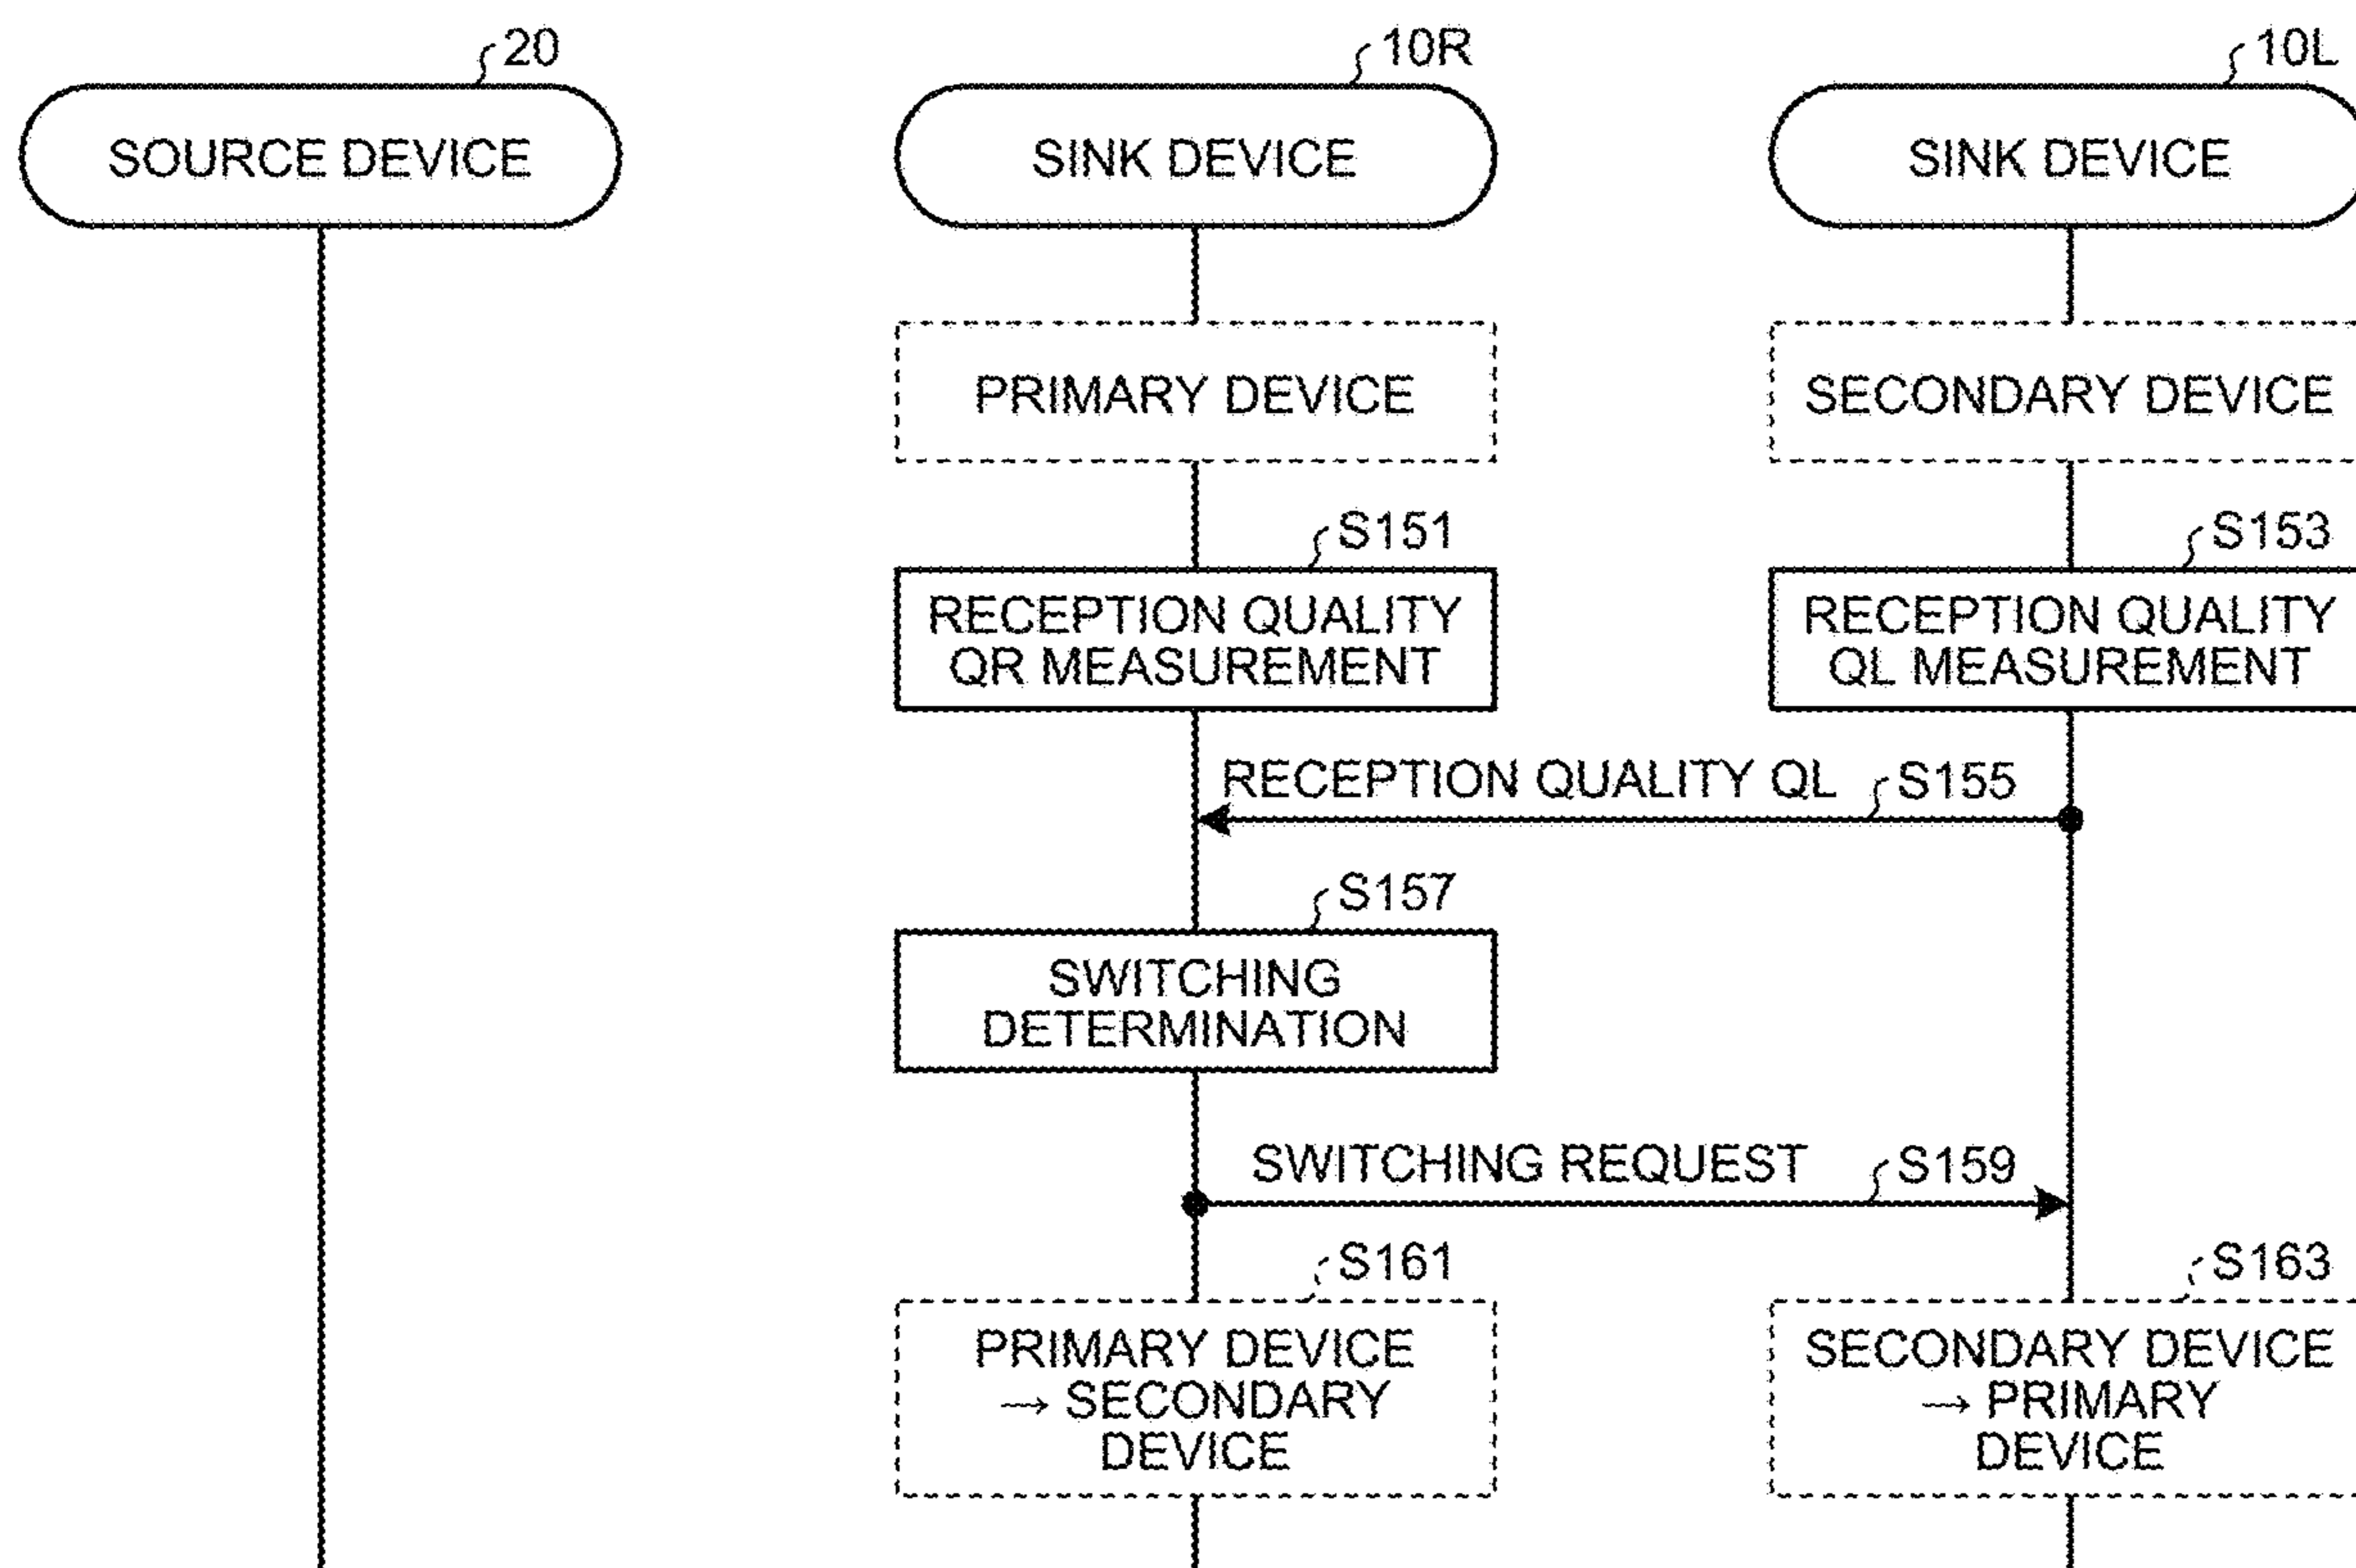 20
10R
10L
SOURCE DEVICE
SINK DEVICE
SINK DEVICE
PRIMARY DEVICE
SECONDARY DEVICE
S151
S153
RECEPTION QUALITY
QR MEASUREMENT
RECEPTION QUALITY
QL MEASUREMENT
RECEPTION QUALITY QL
S155
S157
SWITCHING
DETERMINATION
SWITCHING REQUEST
S159
S161
S163
PRIMARY DEVICE
→ SECONDARY
DEVICE
SECONDARY DEVICE
→ PRIMARY
DEVICE